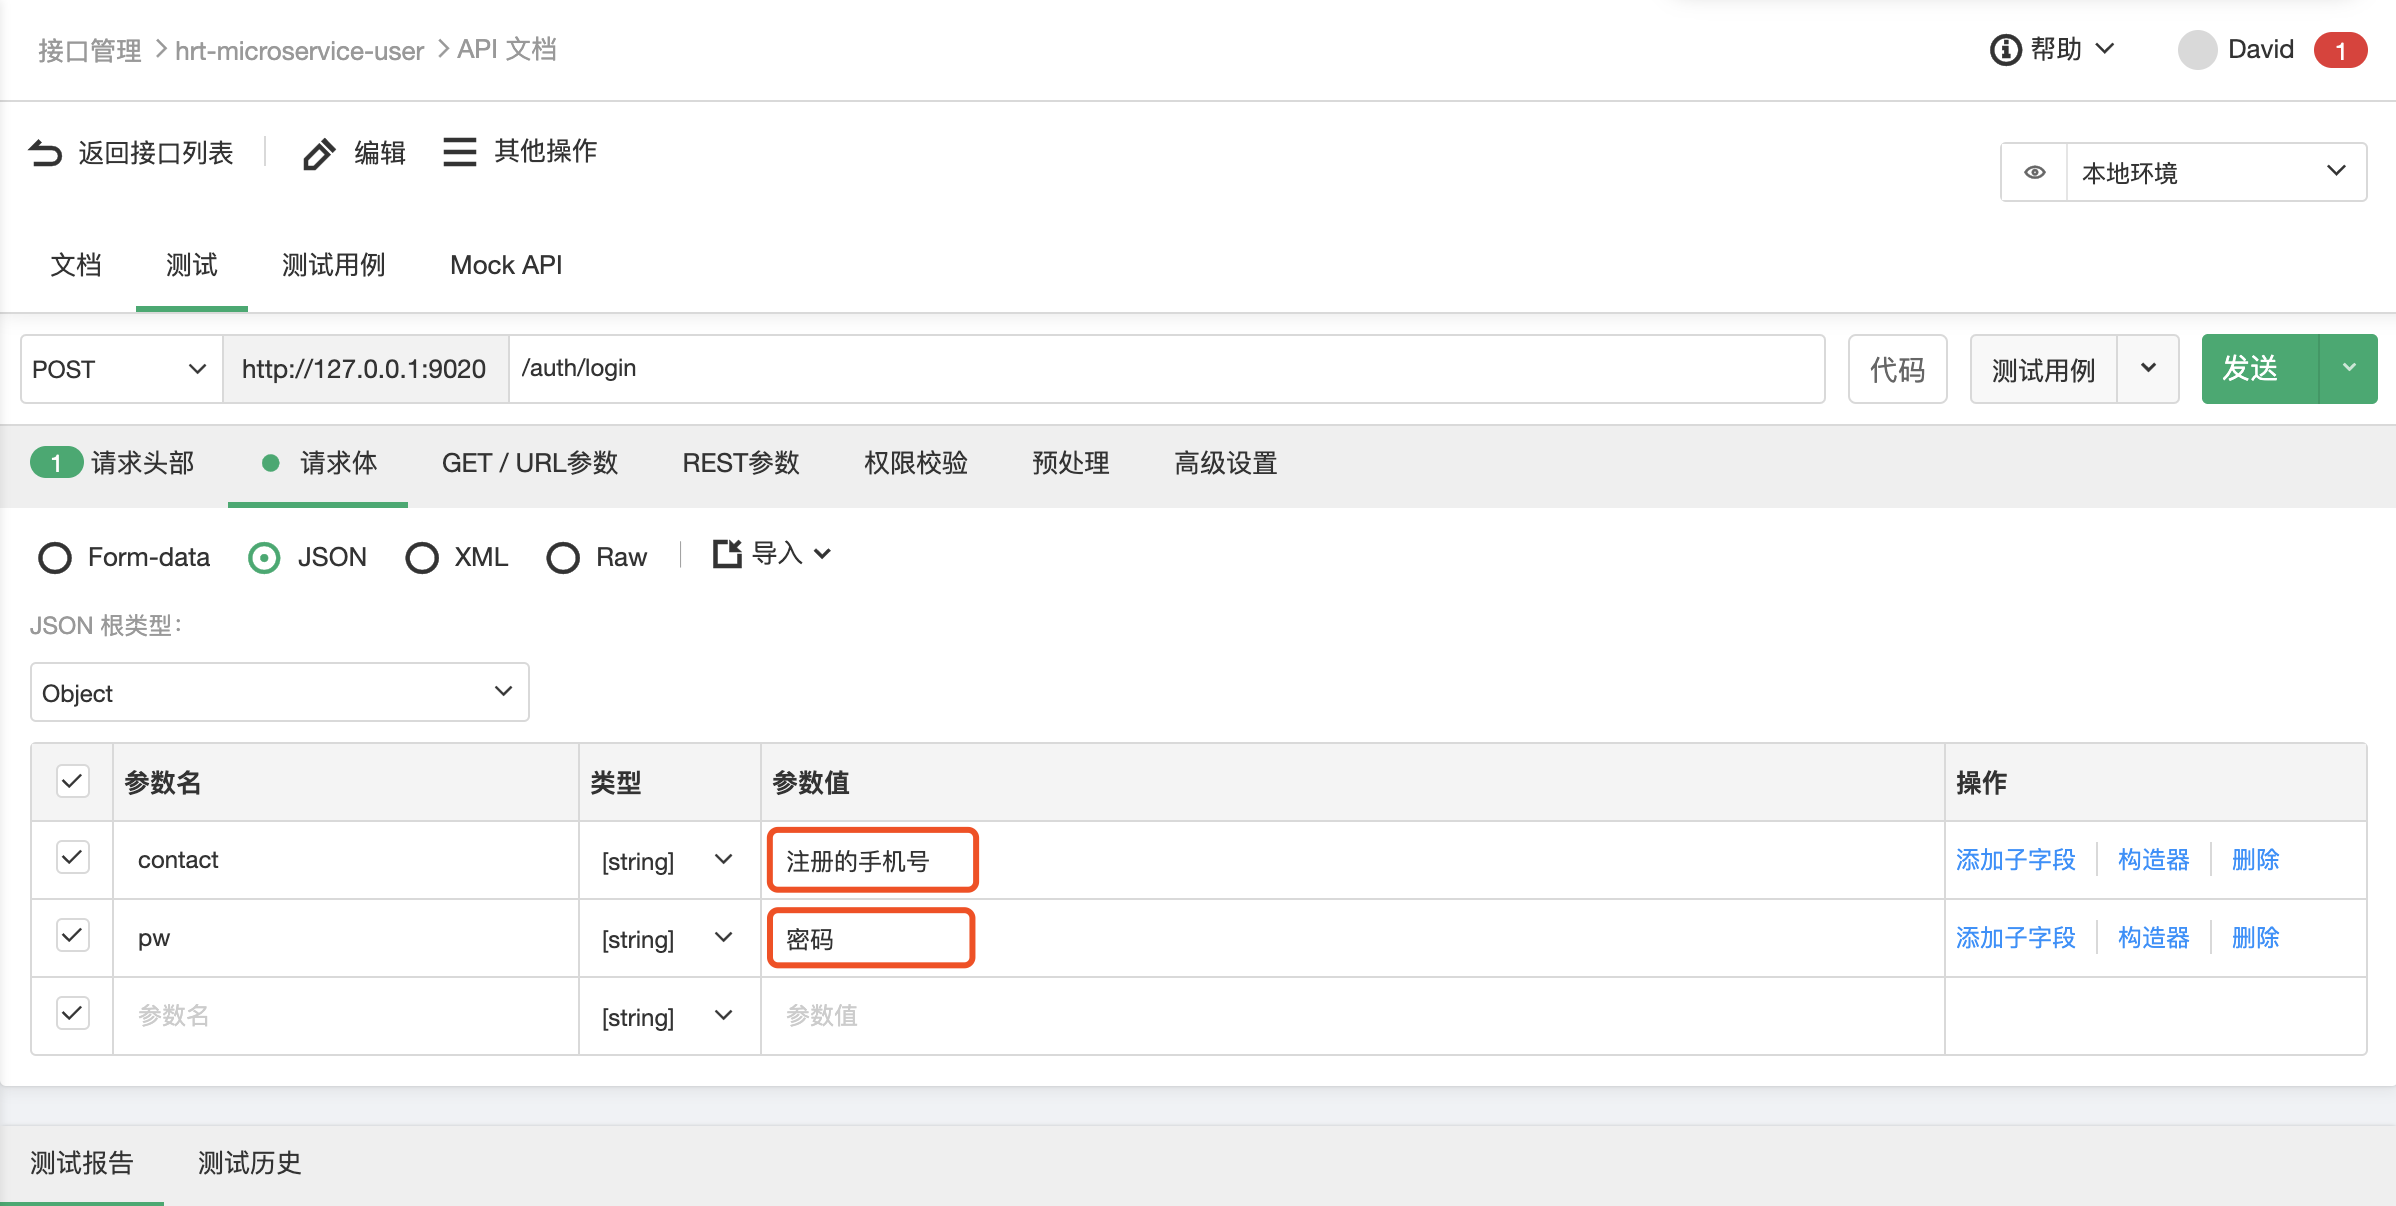 接口管理 > hrt-microservice-user > API 文档
帮助 David 1
返回接口列表 编辑 其他操作
本地环境
文档 测试 测试用例 Mock API
POST http://127.0.0.1:9020 /auth/login 代码 测试用例 发送
1 请求头部 请求体 GET / URL参数 REST参数 权限校验 预处理 高级设置
Form-data JSON XML Raw 导入
JSON 根类型：
Object
参数名 类型 参数值 操作
contact [string] 注册的手机号 添加子字段 构造器 删除
pw [string] 密码 添加子字段 构造器 删除
参数名 [string] 参数值
测试报告 测试历史